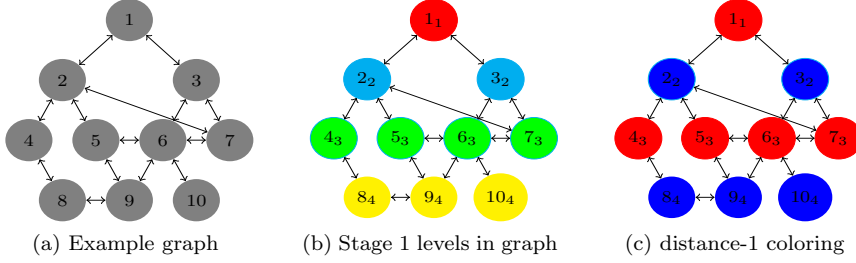 1
2 3
4 5 6 7
8 9 10
(a) Example graph
1₁
2₂ 3₂
4₃ 5₃ 6₃ 7₃
8₄ 9₄ 10₄
(b) Stage 1 levels in graph
1₁
2₂ 3₂
4₃ 5₃ 6₃ 7₃
8₄ 9₄ 10₄
(c) distance-1 coloring